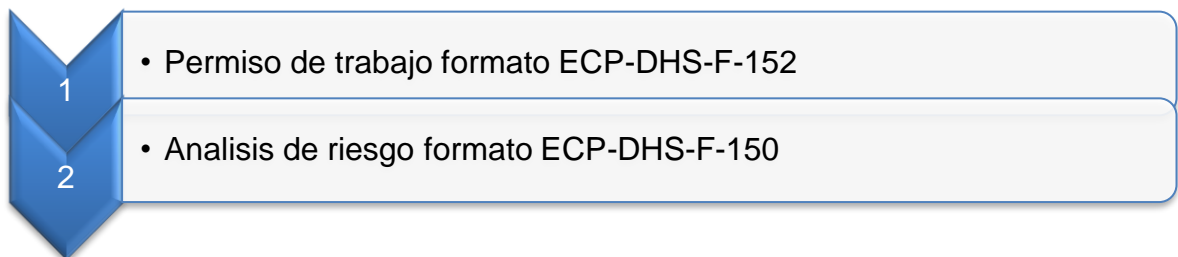 1
• Permiso de trabajo formato ECP-DHS-F-152
2
• Analisis de riesgo formato ECP-DHS-F-150